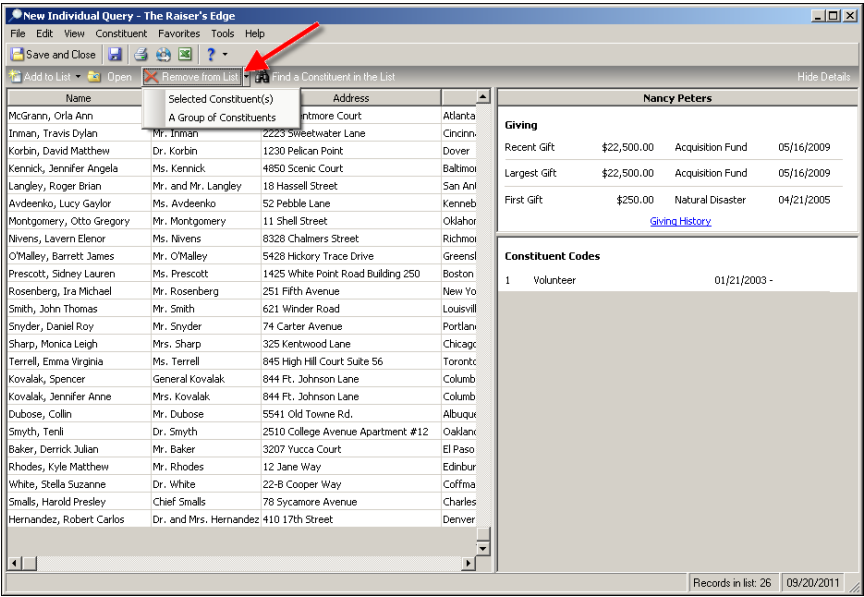 New Individual Query - The Raiser's Edge
File Edit View Constituent Favorites Tools Help
Save and Close ?
Add to List Open Remove from List Find a Constituent in the List Hide Details
Name Address
Selected Constituent(s)
A Group of Constituents
McGrann, Orla Ann ntmore Court Atlanta
Inman, Travis Dylan Mr. Inman 2223 Sweetwater Lane Cincinn
Korbin, David Matthew Dr. Korbin 1230 Pelican Point Dover
Kennick, Jennifer Angela Ms. Kennick 4850 Scenic Court Baltimor
Langley, Roger Brian Mr. and Mr. Langley 18 Hassell Street San Ant
Avdeenko, Lucy Gaylor Ms. Avdeenko 52 Pebble Lane Kenneb
Montgomery, Otto Gregory Mr. Montgomery 11 Shell Street Oklahor
Nivens, Lavern Elenor Ms. Nivens 8328 Chalmers Street Richmo
O'Malley, Barrett James Mr. O'Malley 5428 Hickory Trace Drive Greensl
Prescott, Sidney Lauren Ms. Prescott 1425 White Point Road Building 250 Boston
Rosenberg, Ira Michael Mr. Rosenberg 251 Fifth Avenue New Yo
Smith, John Thomas Mr. Smith 621 Winder Road Louisvill
Snyder, Daniel Roy Mr. Snyder 74 Carter Avenue Portlan
Sharp, Monica Leigh Mrs. Sharp 325 Kentwood Lane Chicago
Terrell, Emma Virginia Ms. Terrell 845 High Hill Court Suite 56 Toronto
Kovalak, Spencer General Kovalak 844 Ft. Johnson Lane Columb
Kovalak, Jennifer Anne Mrs. Kovalak 844 Ft. Johnson Lane Columb
Dubose, Collin Mr. Dubose 5541 Old Towne Rd. Albuque
Smyth, Tenli Dr. Smyth 2510 College Avenue Apartment #12 Oakland
Baker, Derrick Julian Mr. Baker 3207 Yucca Court El Paso
Rhodes, Kyle Matthew Mr. Rhodes 12 Jane Way Edinbur
White, Stella Suzanne Dr. White 22-B Cooper Way Coffma
Smalls, Harold Presley Chief Smalls 78 Sycamore Avenue Charles
Hernandez, Robert Carlos Dr. and Mrs. Hernandez 410 17th Street Denver
Nancy Peters
Giving
Recent Gift $22,500.00 Acquisition Fund 05/16/2009
Largest Gift $22,500.00 Acquisition Fund 05/16/2009
First Gift $250.00 Natural Disaster 04/21/2005
Giving History
Constituent Codes
1 Volunteer 01/21/2003 -
Records in list: 26 09/20/2011